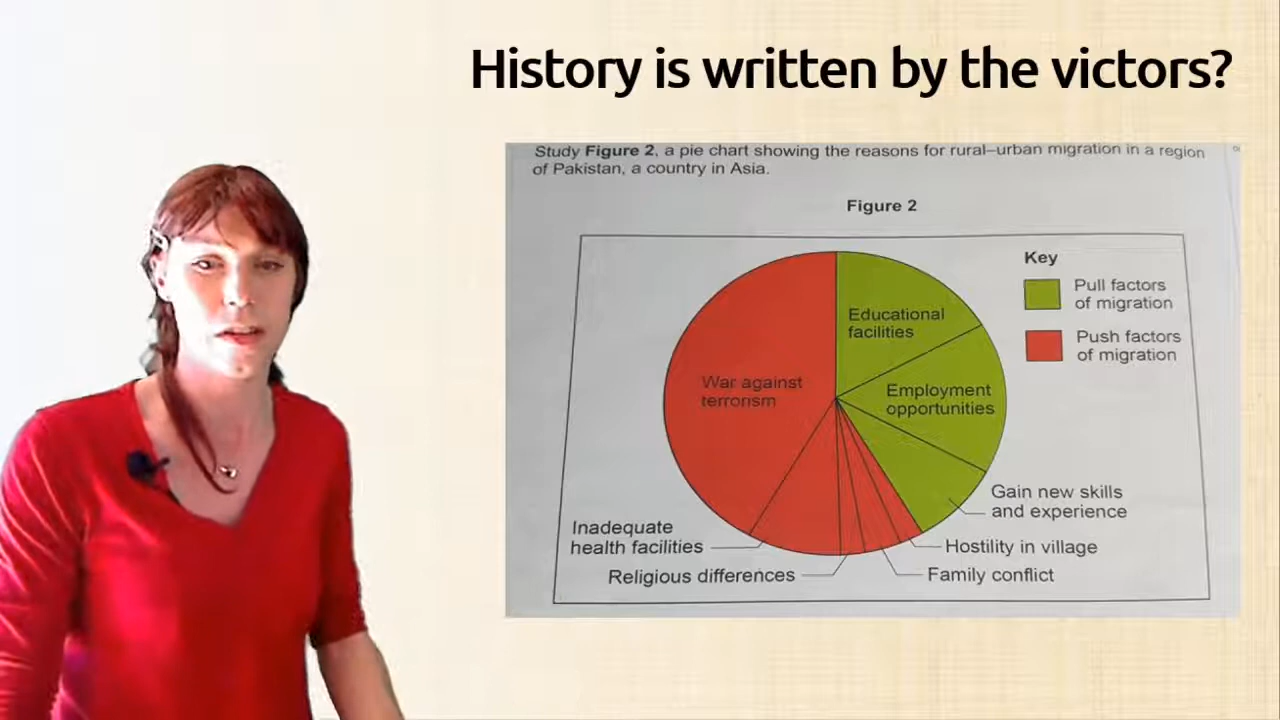 History is written by the victors?
Study Figure 2, a pie chart showing the reasons for rural–urban migration in a region
of Pakistan, a country in Asia.
Figure 2
Key
Pull factors
of migration
Push factors
of migration
Educational
facilities
Employment
opportunities
War against
terrorism
Gain new skills
and experience
Inadequate
health facilities
Hostility in village
Religious differences
Family conflict